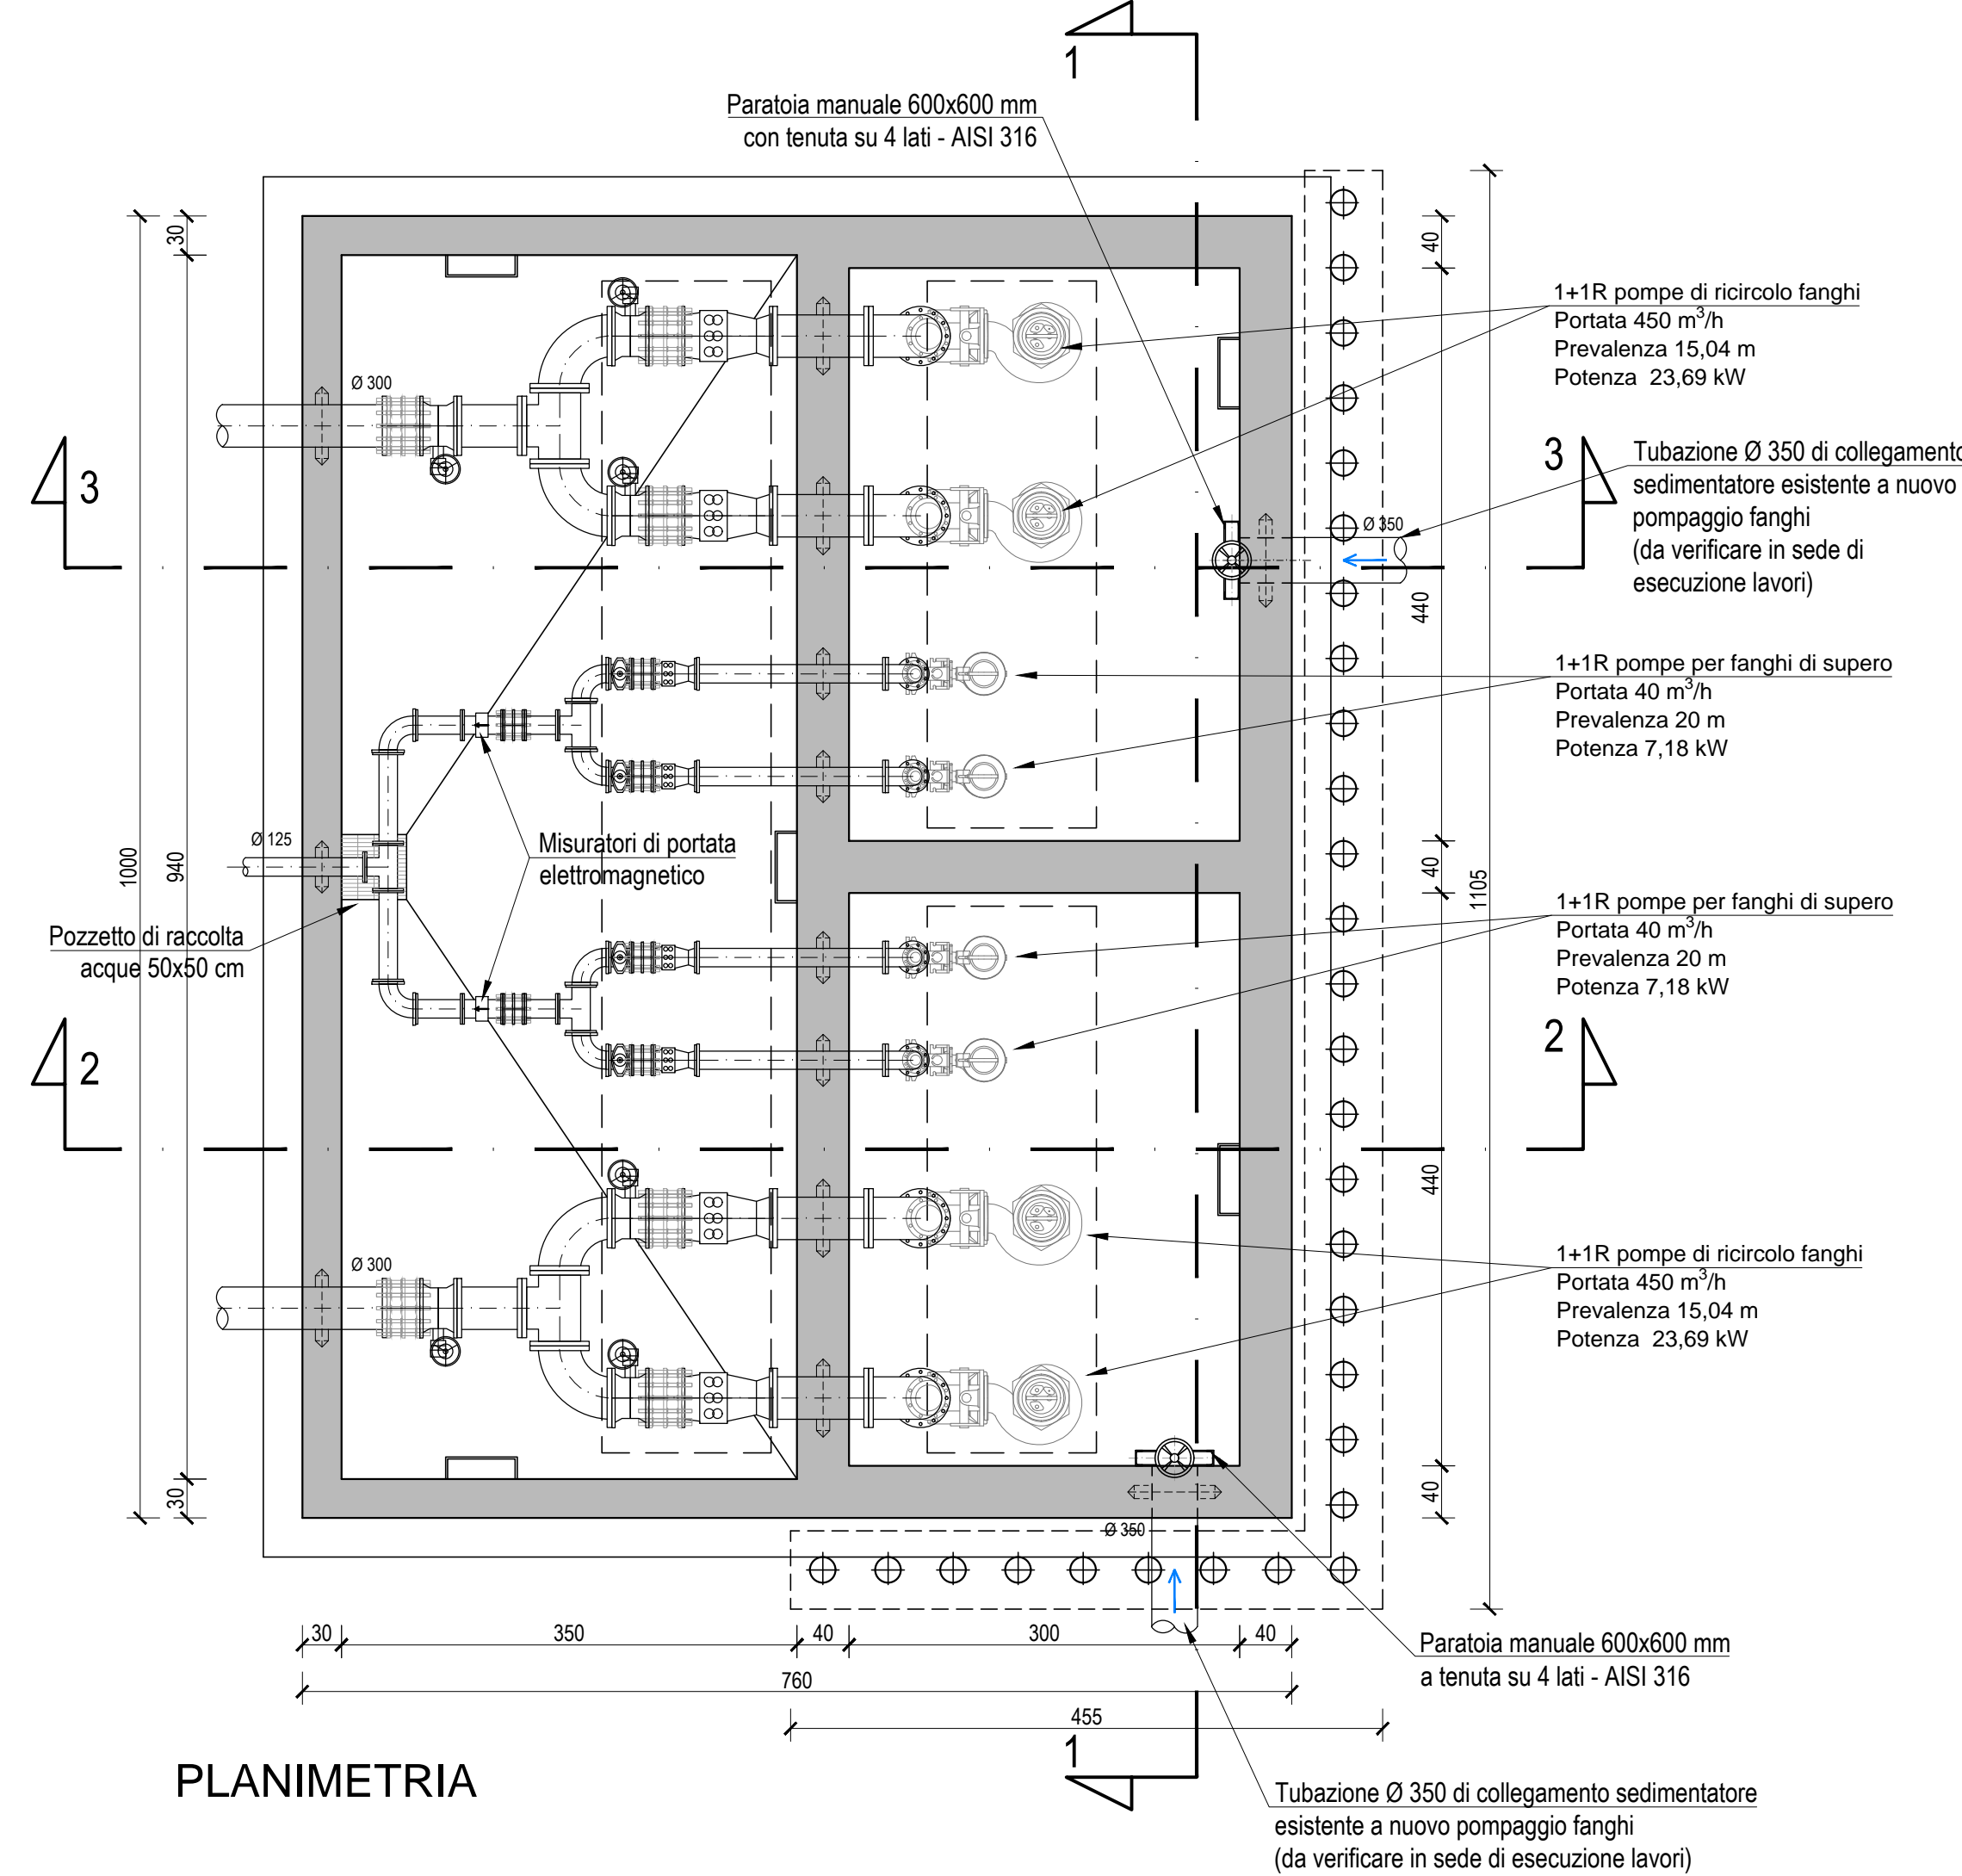 1
Paratoia manuale 600x600 mm
con tenuta su 4 lati - AISI 316
30
40
1+1R pompe di ricircolo fanghi
Portata 450 m³/h
Prevalenza 15,04 m
Potenza 23,69 kW
Ø 300
3
3
Tubazione Ø 350 di collegamento
sedimentatore esistente a nuovo
pompaggio fanghi
(da verificare in sede di
esecuzione lavori)
Ø 350
440
1+1R pompe per fanghi di supero
Portata 40 m³/h
Prevalenza 20 m
Potenza 7,18 kW
Ø 125
Misuratori di portata
elettromagnetico
1000
940
40
1105
1+1R pompe per fanghi di supero
Portata 40 m³/h
Prevalenza 20 m
Potenza 7,18 kW
Pozzetto di raccolta
acque 50x50 cm
2
2
440
1+1R pompe di ricircolo fanghi
Portata 450 m³/h
Prevalenza 15,04 m
Potenza 23,69 kW
Ø 300
30
40
Ø 350
30 350 40 300 40
760
Paratoia manuale 600x600 mm
a tenuta su 4 lati - AISI 316
455
1
PLANIMETRIA
Tubazione Ø 350 di collegamento sedimentatore
esistente a nuovo pompaggio fanghi
(da verificare in sede di esecuzione lavori)